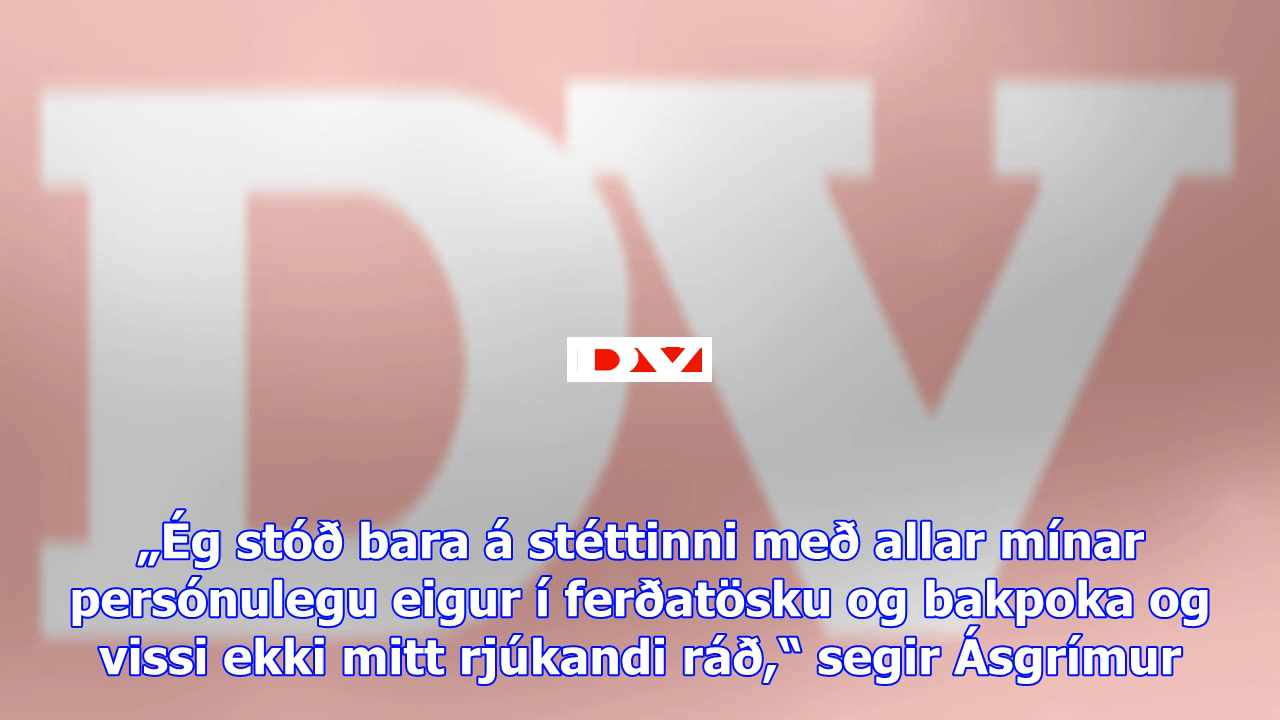 DV
DV
„Ég stóð bara á stéttinni með allar mínar
persónulegu eigur í ferðatösku og bakpoka og
vissi ekki mitt rjúkandi ráð,“ segir Ásgrímur